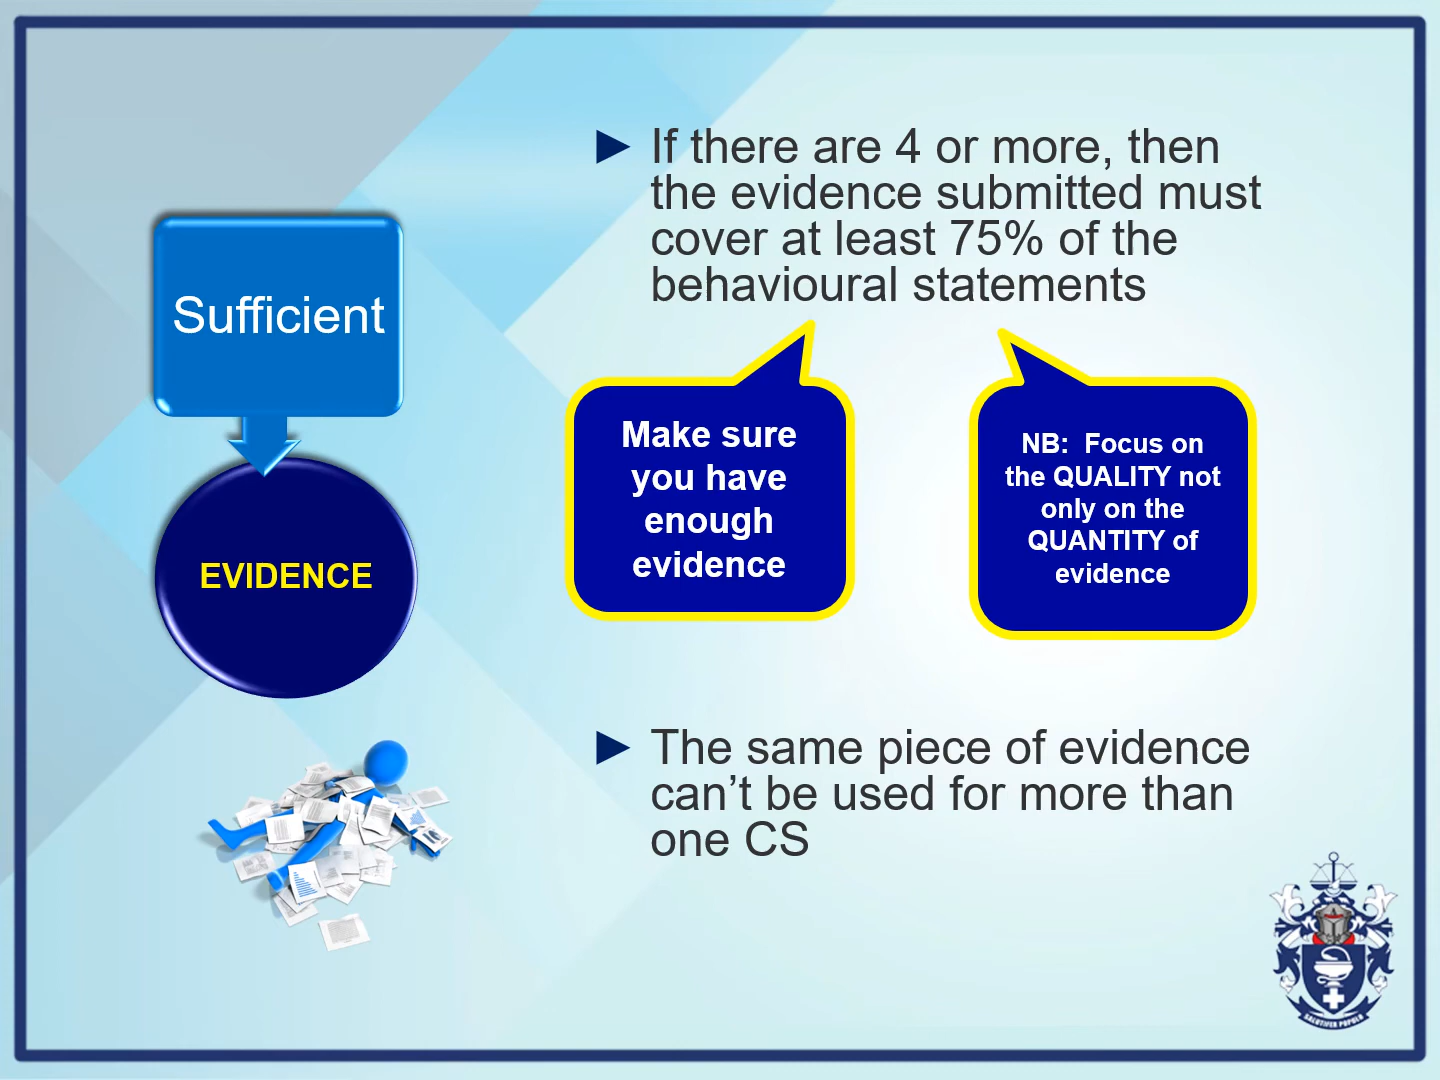 ► If there are 4 or more, then
the evidence submitted must
cover at least 75% of the
behavioural statements
Sufficient
EVIDENCE
Make sure
you have
enough
evidence
NB:  Focus on
the QUALITY not
only on the
QUANTITY of
evidence
► The same piece of evidence
can’t be used for more than
one CS
SALUTIFER POPULO